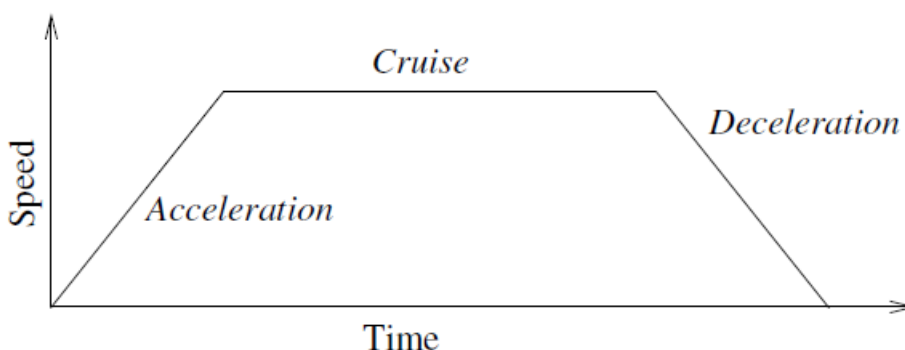 Cruise
Deceleration
Acceleration
Speed
Time